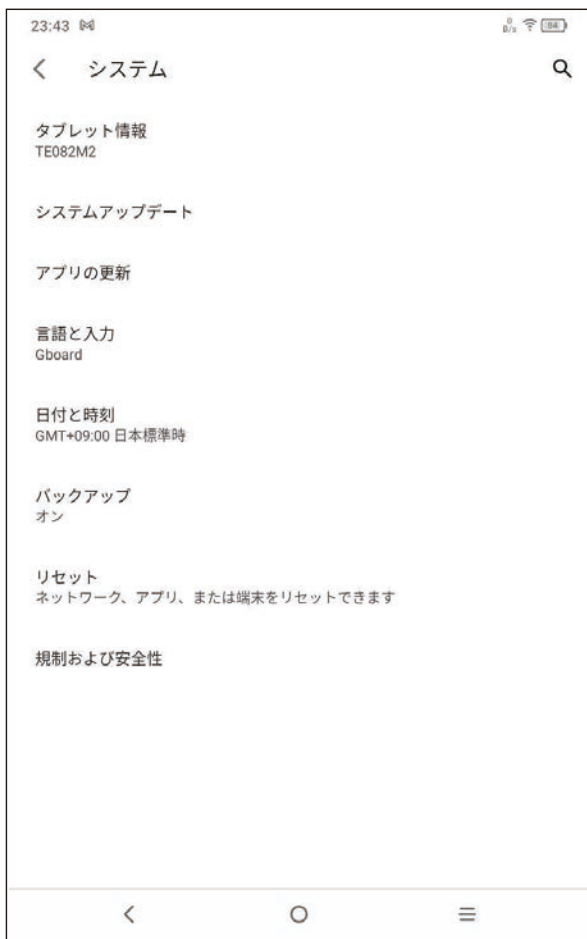 23:43
0
B/s
94
システム
タブレット情報
TE082M2
システムアップデート
アプリの更新
言語と入力
Gboard
日付と時刻
GMT+09:00 日本標準時
バックアップ
オン
リセット
ネットワーク、アプリ、または端末をリセットできます
規制および安全性